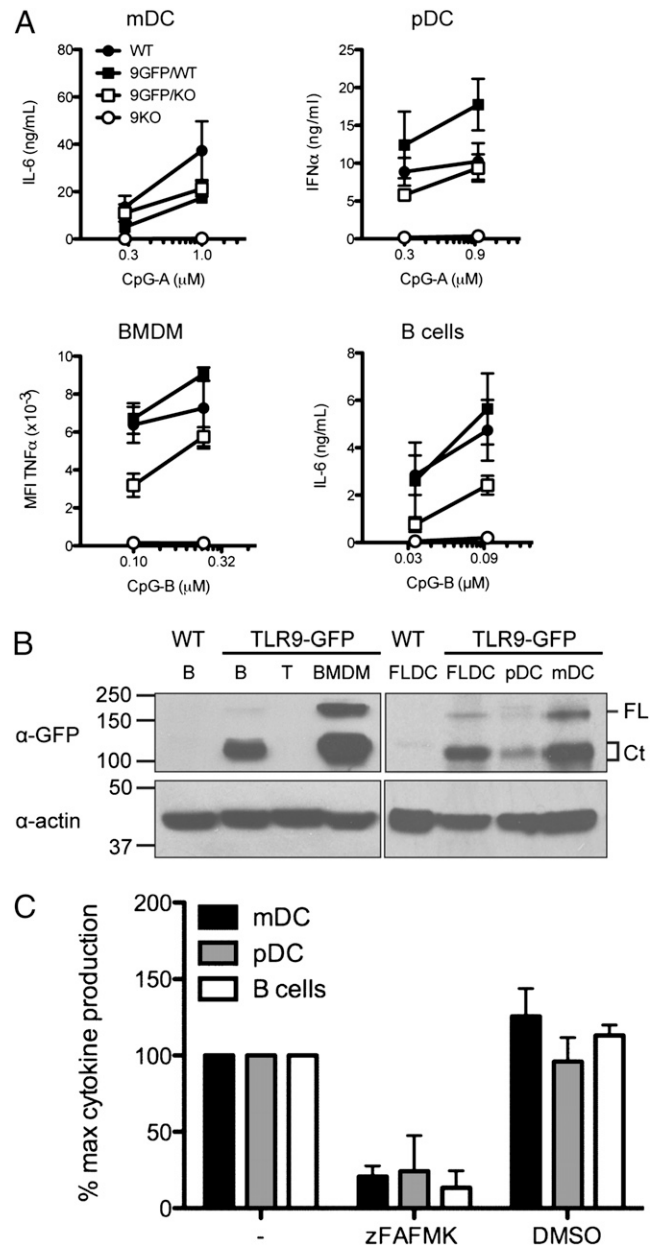 A
mDC
pDC
WT
9GFP/WT
9GFP/KO
9KO
IL-6 (ng/mL)
80
60
40
20
0
0.3
1.0
CpG-A (μM)
IFNα (ng/ml)
25
20
15
10
5
0
0.3
0.9
CpG-A (μM)
BMDM
B cells
MFI TNFα (x10-3)
10
8
6
4
2
0
0.10
0.32
CpG-B (μM)
IL-6 (ng/mL)
8
6
4
2
0
0.03
0.09
CpG-B (μM)
B
WT TLR9-GFP WT TLR9-GFP
B B T BMDM FLDC FLDC pDC mDC
250
150
100
α-GFP
FL
Ct
50
37
α-actin
C
% max cytokine production
200
150
100
50
0
mDC
pDC
B cells
- zFAFMK DMSO